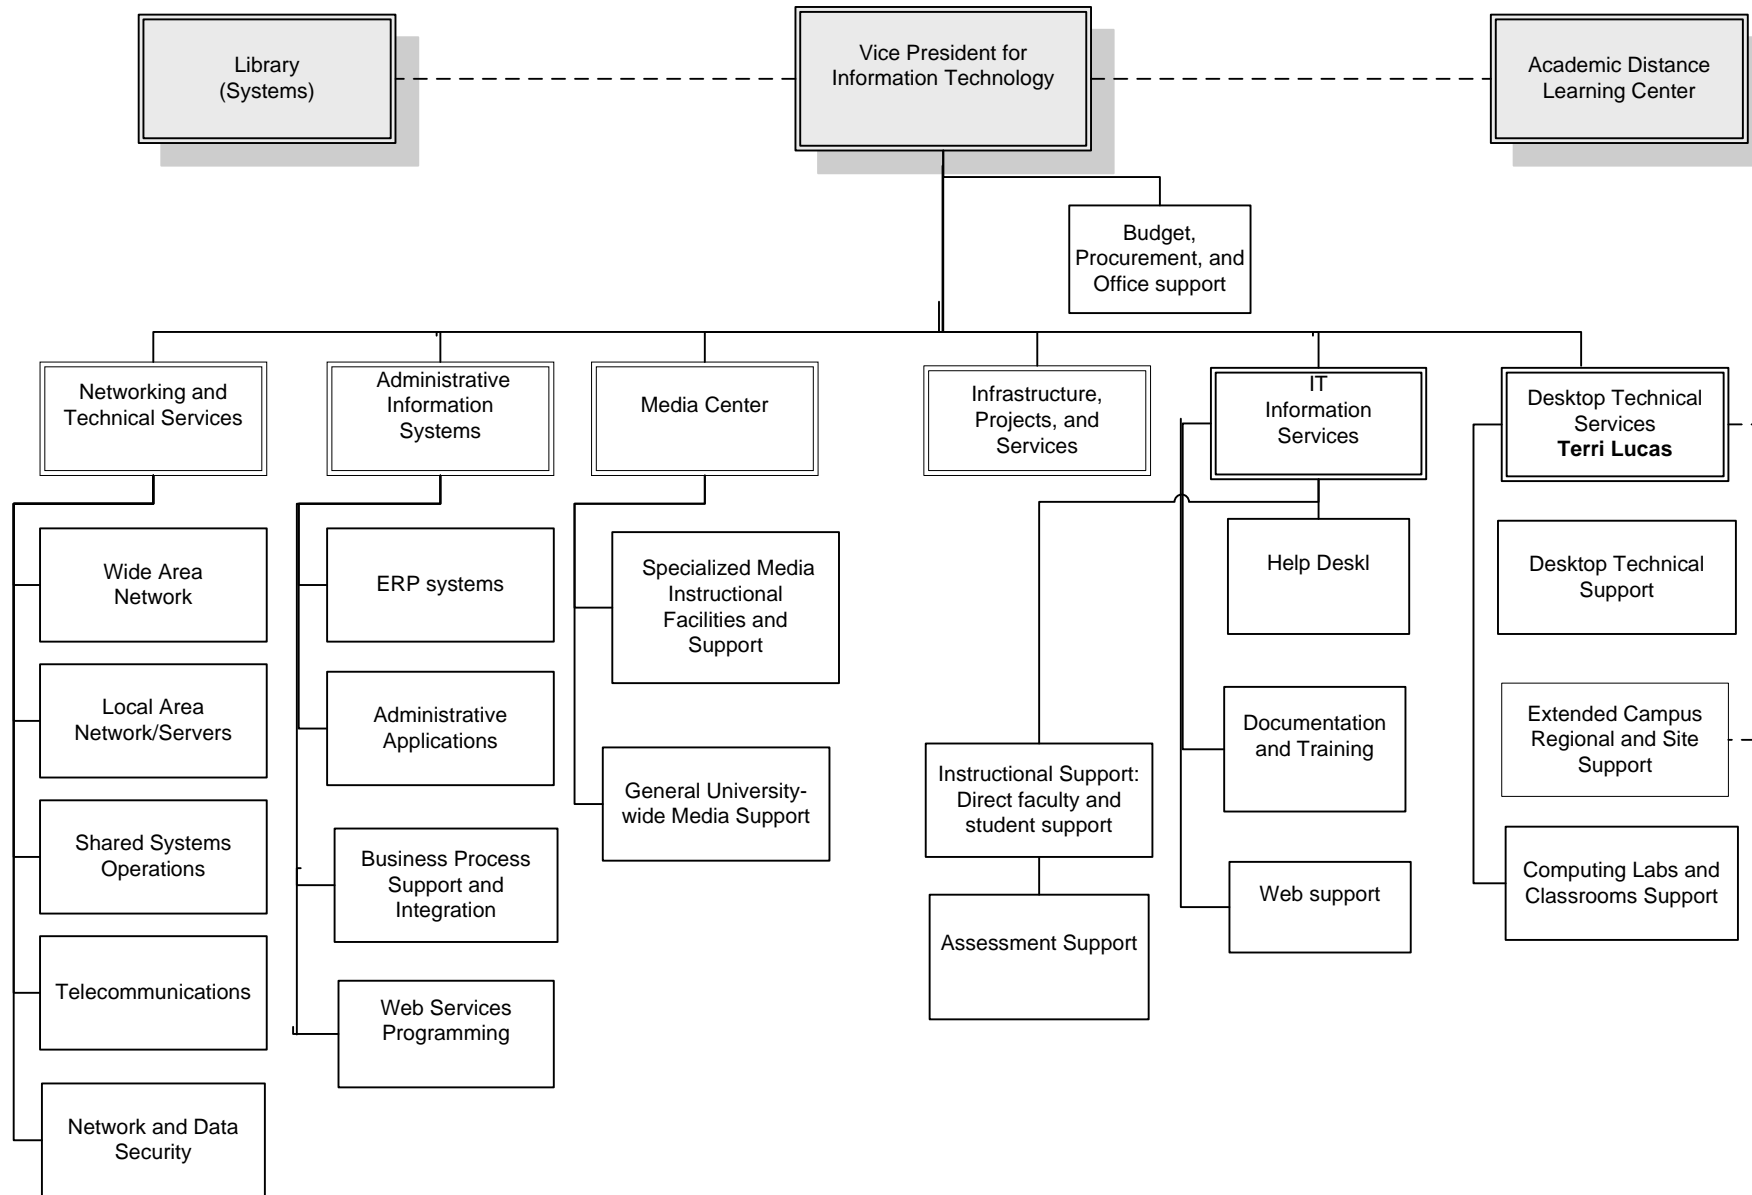 Library
(Systems)
Vice President for
Information Technology
Academic Distance
Learning Center
Budget,
Procurement, and
Office support
Networking and
Technical Services
Administrative
Information
Systems
Media Center
Infrastructure,
Projects, and
Services
IT
Information
Services
Desktop Technical
Services
Terri Lucas
Wide Area
Network
Local Area
Network/Servers
Shared Systems
Operations
Telecommunications
Network and Data
Security
ERP systems
Administrative
Applications
Business Process
Support and
Integration
Web Services
Programming
Specialized Media
Instructional
Facilities and
Support
General University-
wide Media Support
Instructional Support:
Direct faculty and
student support
Assessment Support
Help Deskl
Documentation
and Training
Web support
Desktop Technical
Support
Extended Campus
Regional and Site
Support
Computing Labs and
Classrooms Support